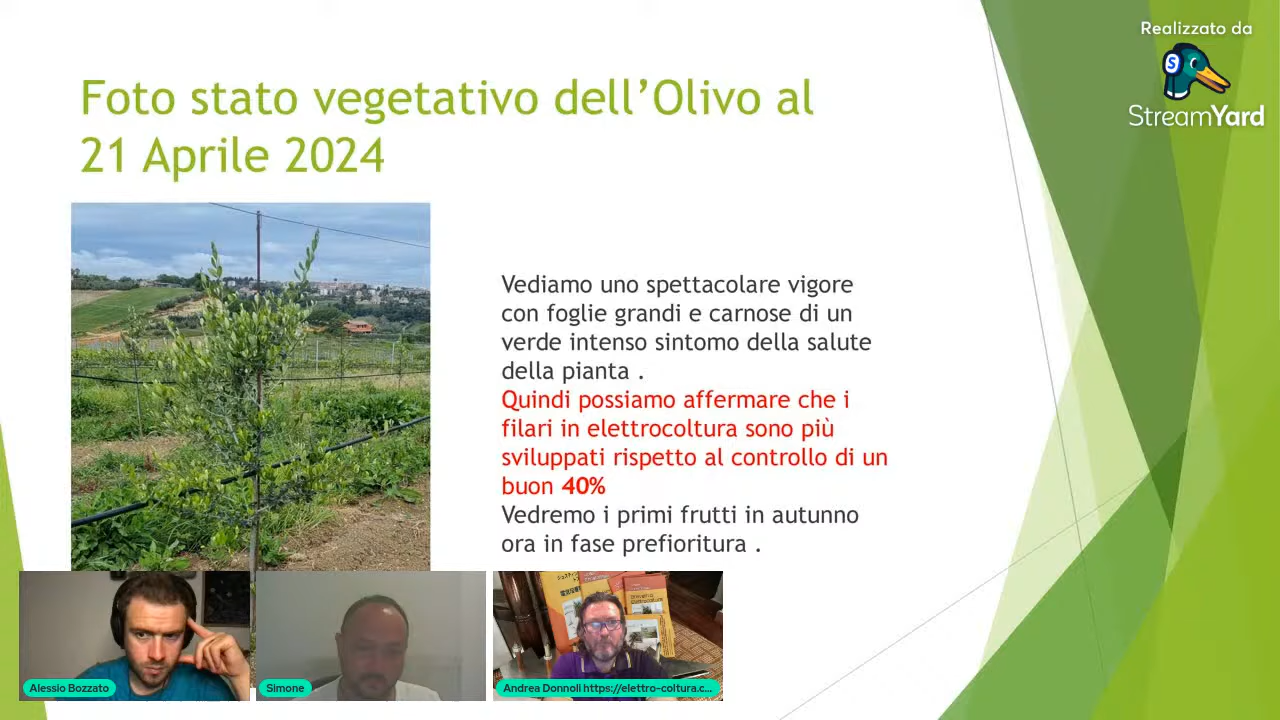 Realizzato da
StreamYard
Foto stato vegetativo dell’Olivo al
21 Aprile 2024
Vediamo uno spettacolare vigore
con foglie grandi e carnose di un
verde intenso sintomo della salute
della pianta .
Quindi possiamo affermare che i
filari in elettrocoltura sono più
sviluppati rispetto al controllo di un
buon 40%
Vedremo i primi frutti in autunno
ora in fase prefioritura .
Alessio Bozzato
Simone
Andrea Donnoli https://elettro-coltura.c...